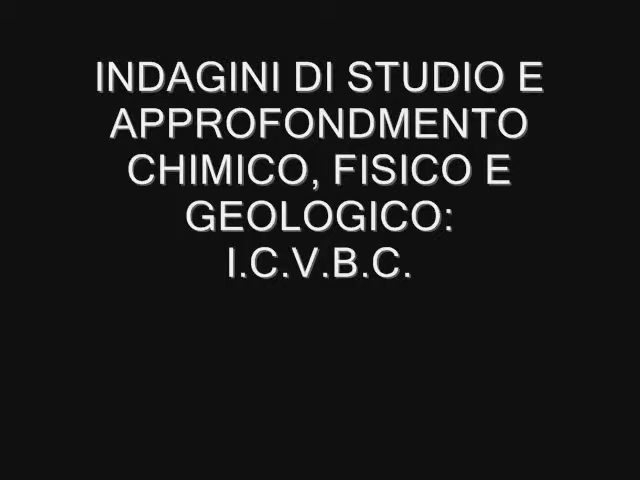 INDAGINI DI STUDIO E
APPROFONDMENTO
CHIMICO, FISICO E
GEOLOGICO:
I.C.V.B.C.